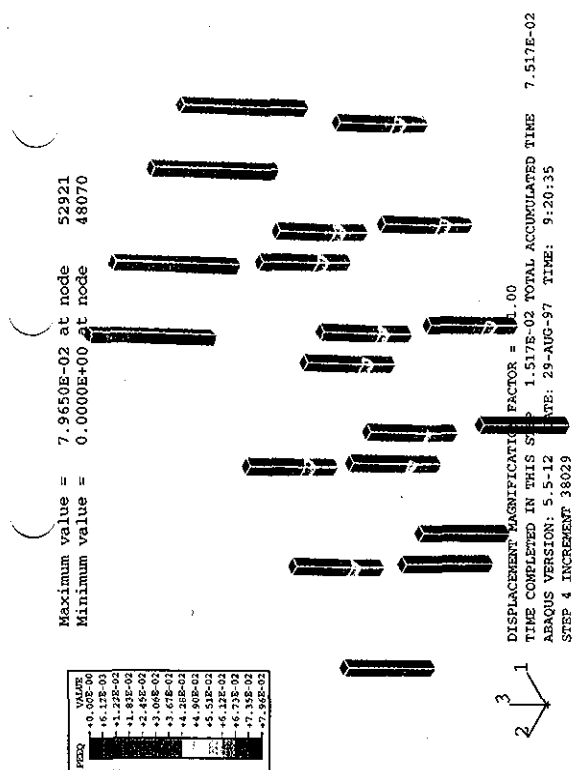 PEEQ VALUE
+0.00E-00
+6.12E-03
+1.22E-02
+1.83E-02
+2.45E-02
+3.06E-02
+3.67E-02
+4.28E-02
+4.90E-02
+5.51E-02
+6.12E-02
+6.73E-02
+7.35E-02
+7.96E-02
Maximum value = 7.9650E-02 at node 52921
Minimum value = 0.0000E+00 at node 48070
3
2
1
DISPLACEMENT MAGNIFICATION FACTOR = 1.00
TIME COMPLETED IN THIS STEP 1.517E-02 TOTAL ACCUMULATED TIME 7.517E-02
ABAQUS VERSION: 5.5-12 DATE: 29-AUG-97 TIME: 9:20:35
STEP 4 INCREMENT 38029